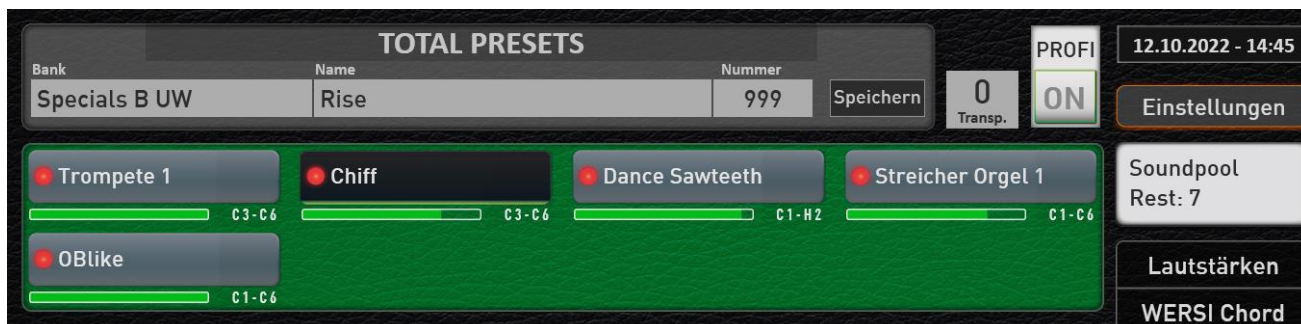 TOTAL PRESETS
Bank Name Nummer
Specials B UW Rise 999 Speichern
0
Transp.
PROFI
ON
12.10.2022 - 14:45
Einstellungen
Trompete 1 Chiff Dance Sawteeth Streicher Orgel 1
C3-C6 C3-C6 C1-H2 C1-C6
OBlike
C1-C6
Soundpool
Rest: 7
Lautstärken
WERSI Chord